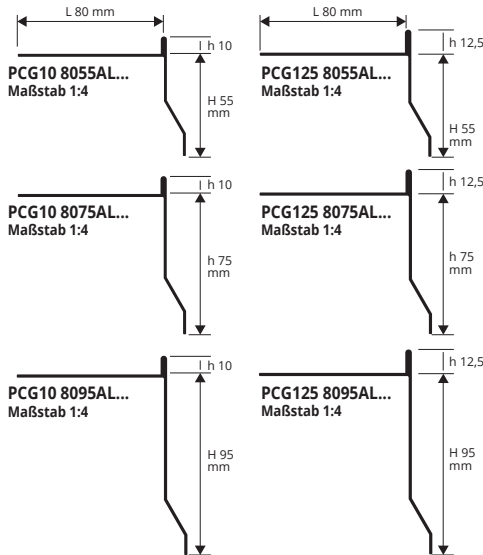 L 80 mm
h 10
PCG10 8055AL...
Maßstab 1:4
H 55
mm
L 80 mm
h 12,5
PCG125 8055AL...
Maßstab 1:4
H 55
mm
h 10
PCG10 8075AL...
Maßstab 1:4
h 75
mm
h 12,5
PCG125 8075AL...
Maßstab 1:4
h 75
mm
h 10
PCG10 8095AL...
Maßstab 1:4
H 95
mm
h 12,5
PCG125 8095AL...
Maßstab 1:4
H 95
mm